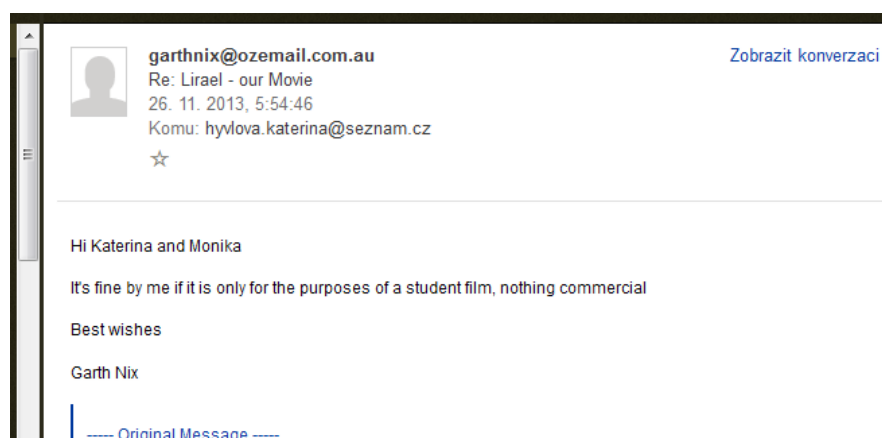 garthnix@ozemail.com.au
Zobrazit konverzaci
Re: Lirael - our Movie
26. 11. 2013, 5:54:46
Komu: hyvlova.katerina@seznam.cz
Hi Katerina and Monika
It's fine by me if it is only for the purposes of a student film, nothing commercial
Best wishes
Garth Nix
----- Original Message -----